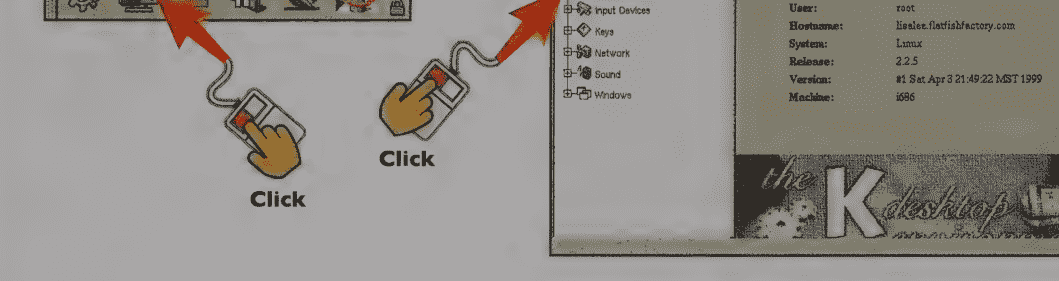 Input Devices
Keys
Network
Sound
Windows
User: root
Hostname: lisalee.flatfishfactory.com
System: Linux
Release: 2.2.5
Version: #1 Sat Apr 3 21:49:22 MST 1999
Machine: i686
Click
Click
the K desktop